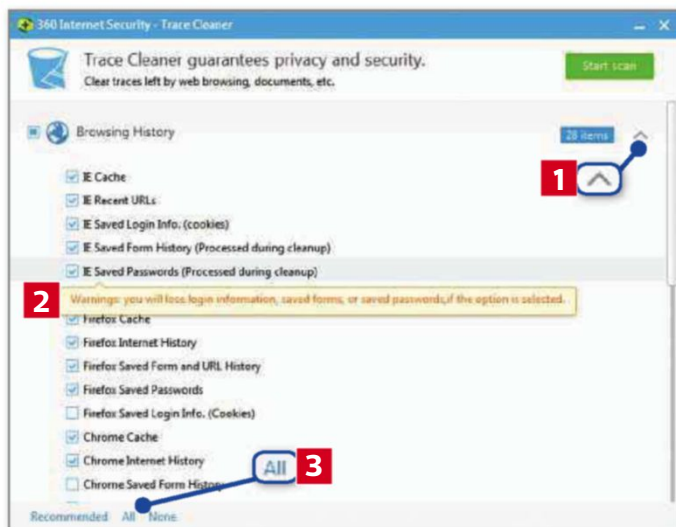 360 Internet Security - Trace Cleaner
Trace Cleaner guarantees privacy and security.
Clear traces left by web browsing, documents, etc.
Start scan
Browsing History
28 items
1
IE Cache
IE Recent URLs
IE Saved Login Info. (cookies)
IE Saved Form History (Processed during cleanup)
IE Saved Passwords (Processed during cleanup)
2
Warnings: you will loss login information, saved forms, or saved passwords,if the option is selected.
Firefox Cache
Firefox Internet History
Firefox Saved Form and URL History
Firefox Saved Passwords
Firefox Saved Login Info. (Cookies)
Chrome Cache
Chrome Internet History
All 3
Chrome Saved Form History
Recommended All None